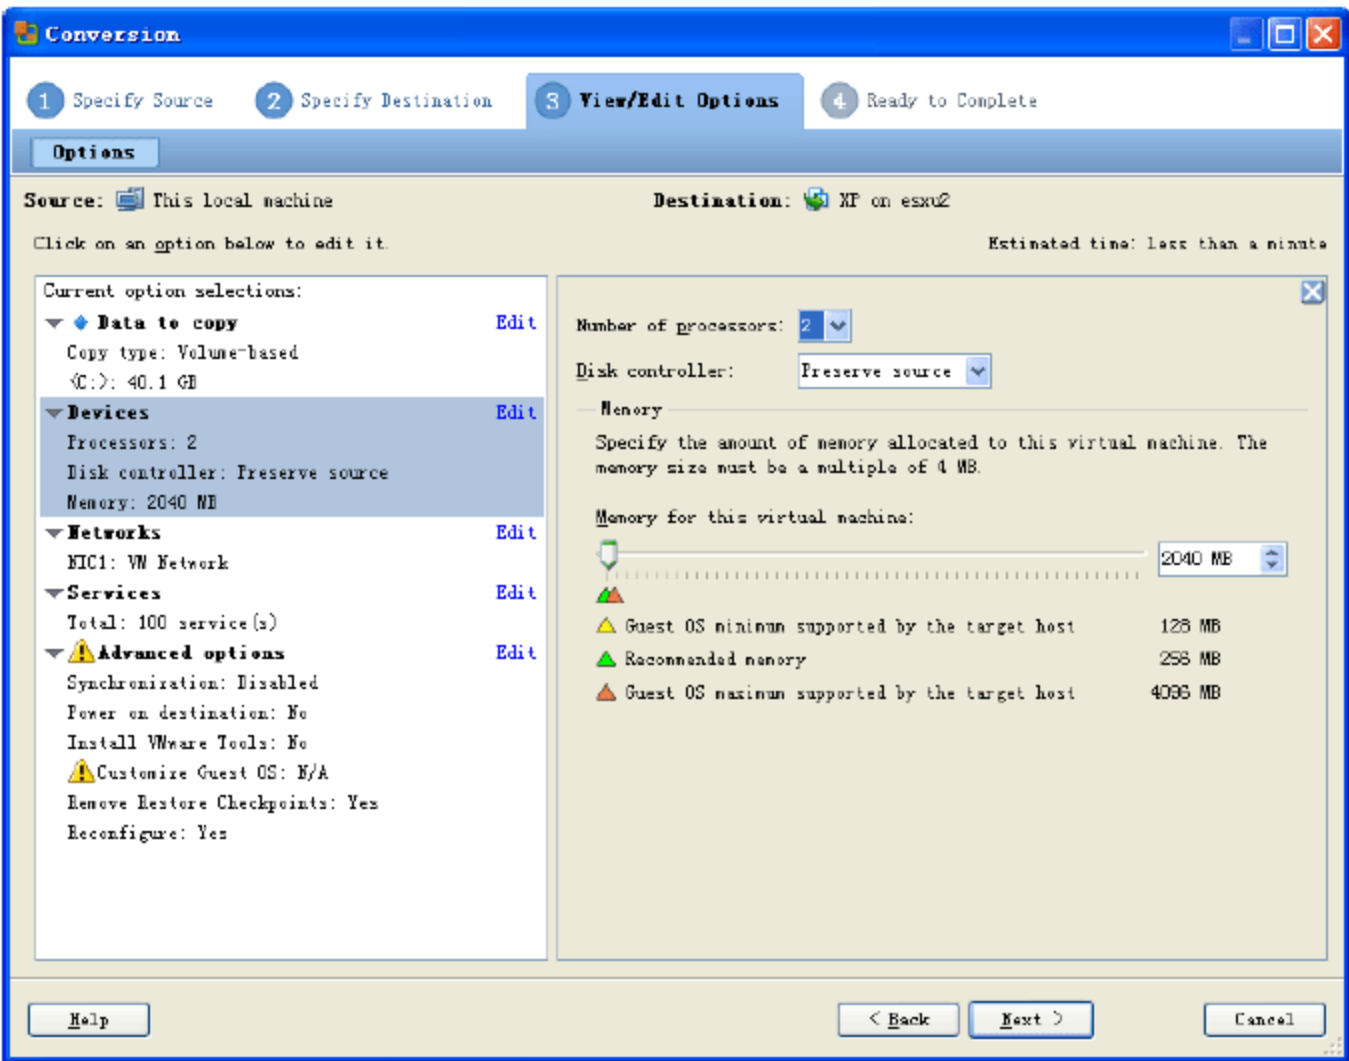 Conversion
1 Specify Source 2 Specify Destination 3 View/Edit Options 4 Ready to Complete
Options
Source: This local machine Destination: XP on esxu2
Click on an option below to edit it. Estimated time: less than a minute
Current option selections:
Data to copy Edit
Copy type: Volume-based
(C:): 40.1 GB
Devices Edit
Processors: 2
Disk controller: Preserve source
Memory: 2040 MB
Networks Edit
NIC1: VM Network
Services Edit
Total: 100 service(s)
Advanced options Edit
Synchronization: Disabled
Power on destination: No
Install VMware Tools: No
Customize Guest OS: N/A
Remove Restore Checkpoints: Yes
Reconfigure: Yes
Number of processors: 2
Disk controller: Preserve source
Memory
Specify the amount of memory allocated to this virtual machine. The
memory size must be a multiple of 4 MB.
Memory for this virtual machine:
2040 MB
Guest OS minimum supported by the target host 128 MB
Recommended memory 256 MB
Guest OS maximum supported by the target host 4096 MB
Help < Back Next > Cancel